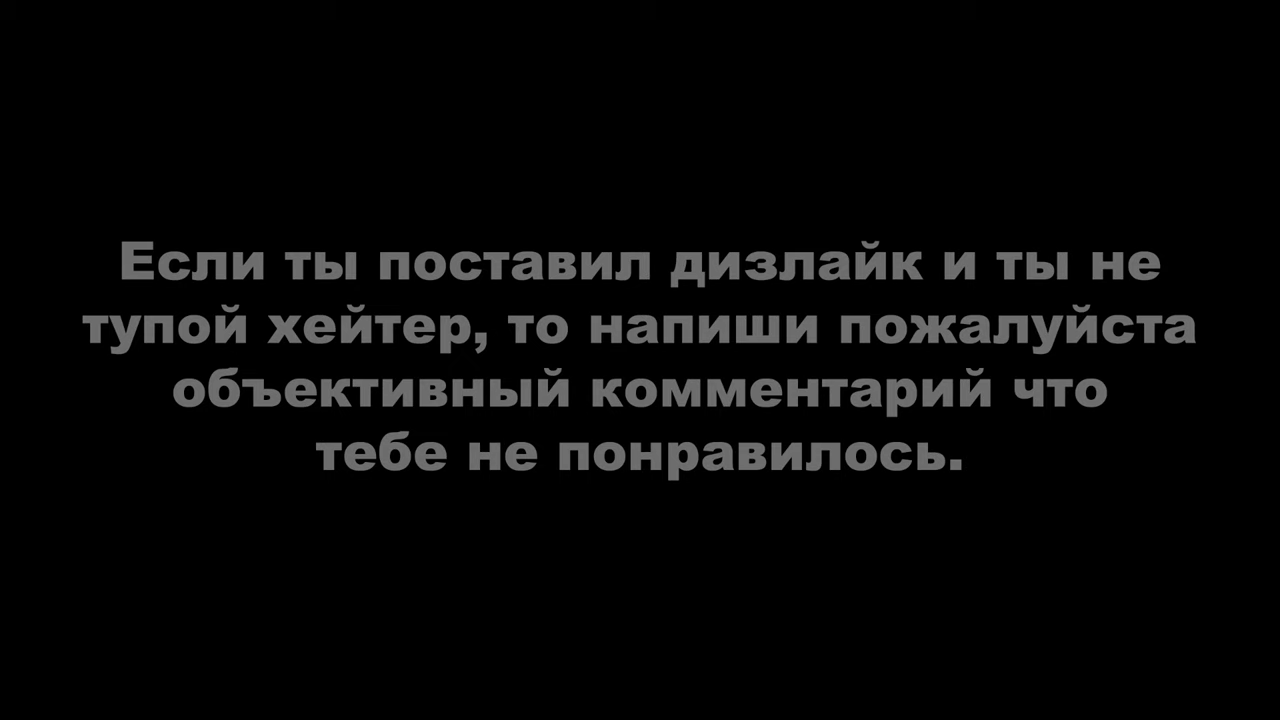 Если ты поставил дизлайк и ты не
тупой хейтер, то напиши пожалуйста
объективный комментарий что
тебе не понравилось.